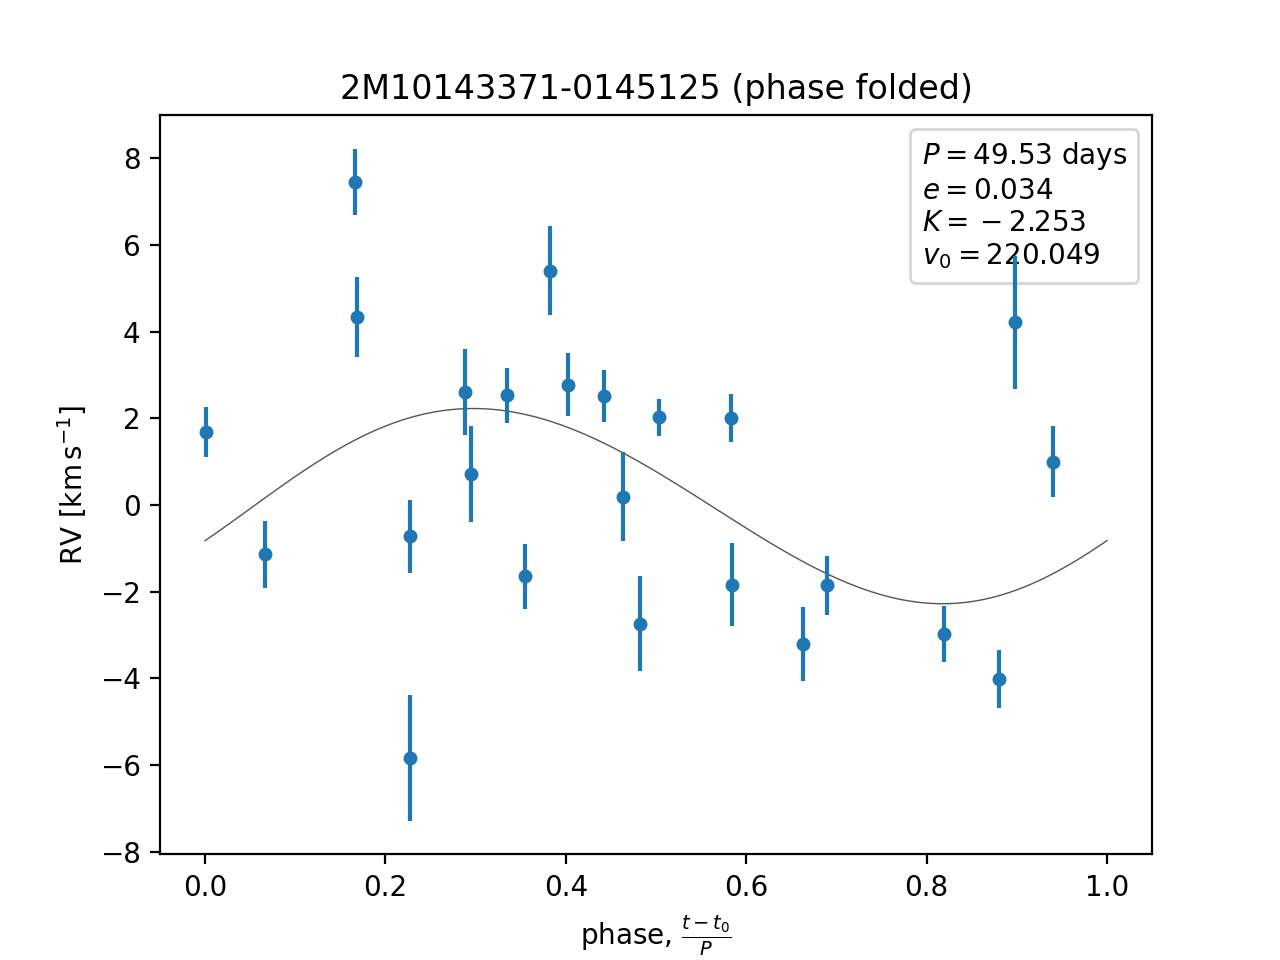 2M10143371-0145125 (phase folded)
P = 49.53 days
e = 0.034
K = −2.253
v₀ = 220.049
RV [km s⁻¹]
8
6
4
2
0
−2
−4
−6
−8
0.0 0.2 0.4 0.6 0.8 1.0
phase, (t − t₀)/P